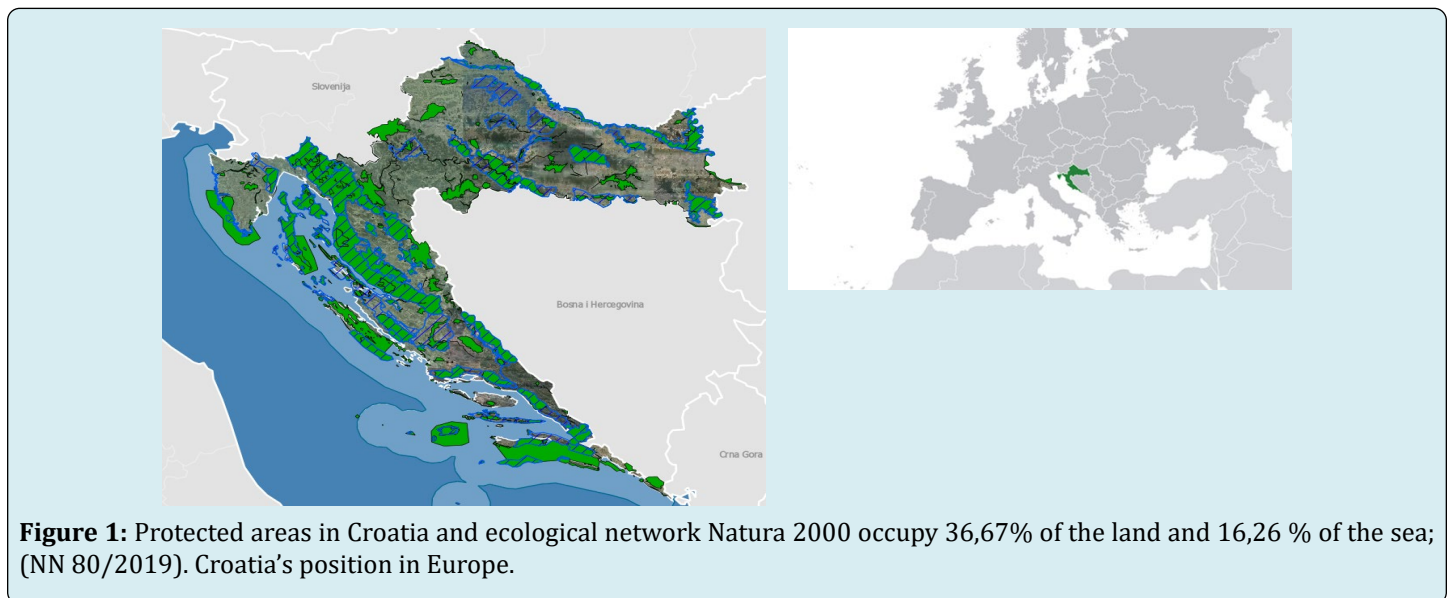 Slovenija
Bosna i Hercegovina
Crna Gora
Figure 1: Protected areas in Croatia and ecological network Natura 2000 occupy 36,67% of the land and 16,26 % of the sea;
(NN 80/2019). Croatia’s position in Europe.